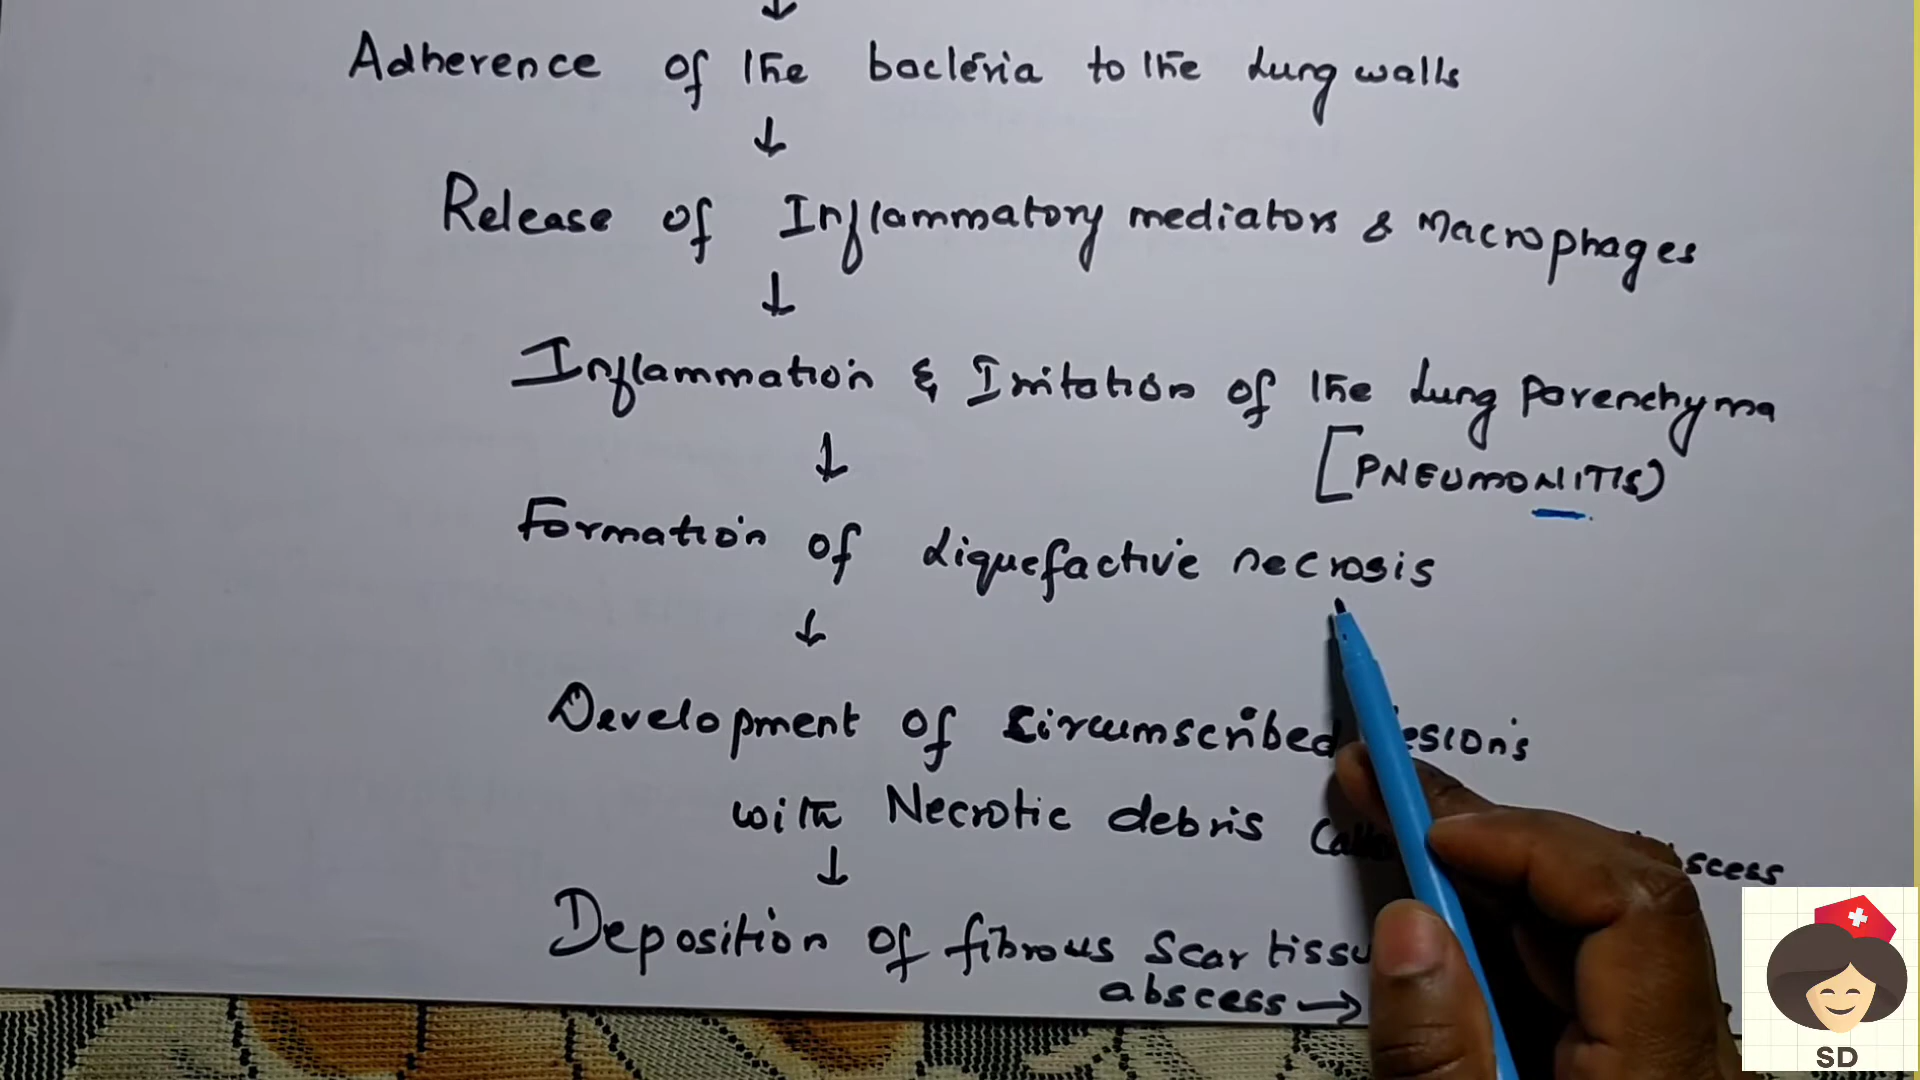 ↓
Adherence of the bacteria to the Lung walls
↓
Release of Inflammatory mediators & Macrophages
↓
Inflammation & Irritation of the Lung parenchyma
[PNEUMONITIS)
↓
Formation of Liquefactive necrosis
↓
Development of Circumscribed lesions
with Necrotic debris
↓
Deposition of fibrous Scar
abscess →
SD